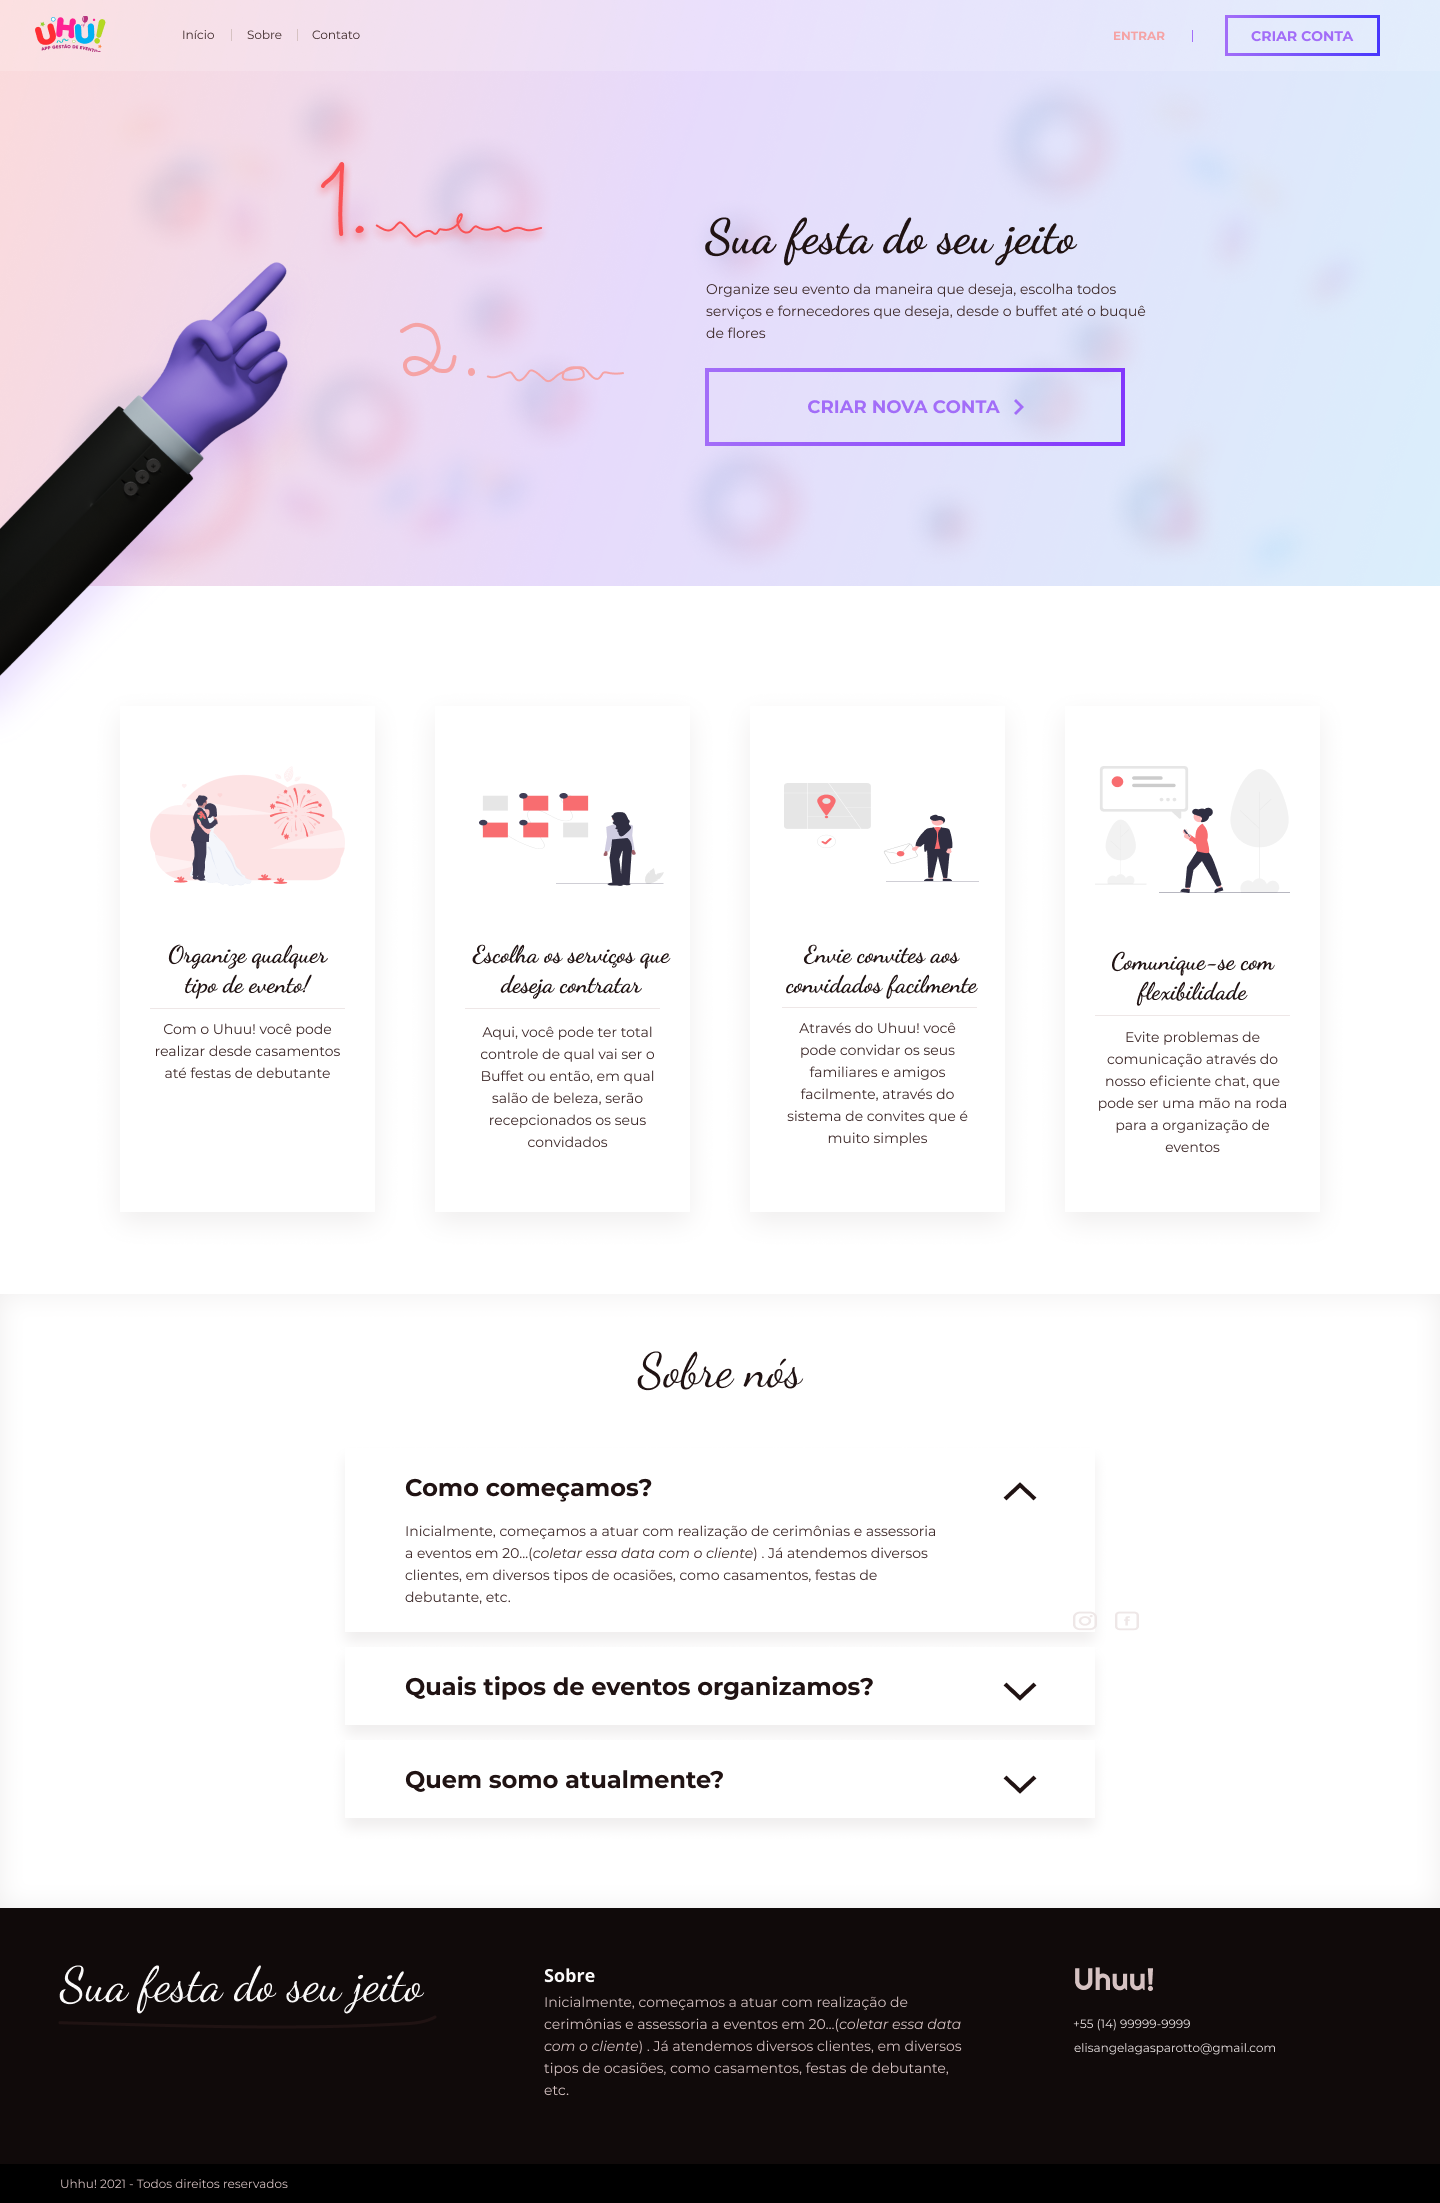 UHU!
APP GESTÃO DE EVENTOS
Início
Sobre
Contato
ENTRAR
CRIAR CONTA
1.
2.
Sua festa do seu jeito
Organize seu evento da maneira que deseja, escolha todos
serviços e fornecedores que deseja, desde o buffet até o buquê
de flores
CRIAR NOVA CONTA
Organize qualquer
tipo de evento!
Com o Uhuu! você pode
realizar desde casamentos
até festas de debutante
Escolha os serviços que
deseja contratar
Aqui, você pode ter total
controle de qual vai ser o
Buffet ou então, em qual
salão de beleza, serão
recepcionados os seus
convidados
Envie convites aos
convidados facilmente
Através do Uhuu! você
pode convidar os seus
familiares e amigos
facilmente, através do
sistema de convites que é
muito simples
Comunique-se com
flexibilidade
Evite problemas de
comunicação através do
nosso eficiente chat, que
pode ser uma mão na roda
para a organização de
eventos
Sobre nós
Como começamos?
Inicialmente, começamos a atuar com realização de cerimônias e assessoria
a eventos em 20...(coletar essa data com o cliente) . Já atendemos diversos
clientes, em diversos tipos de ocasiões, como casamentos, festas de
debutante, etc.
Quais tipos de eventos organizamos?
Quem somo atualmente?
Sua festa do seu jeito
Sobre
Inicialmente, começamos a atuar com realização de
cerimônias e assessoria a eventos em 20...(coletar essa data
com o cliente) . Já atendemos diversos clientes, em diversos
tipos de ocasiões, como casamentos, festas de debutante,
etc.
Uhuu!
+55 (14) 99999-9999
elisangelagasparotto@gmail.com
Uhhu! 2021 - Todos direitos reservados